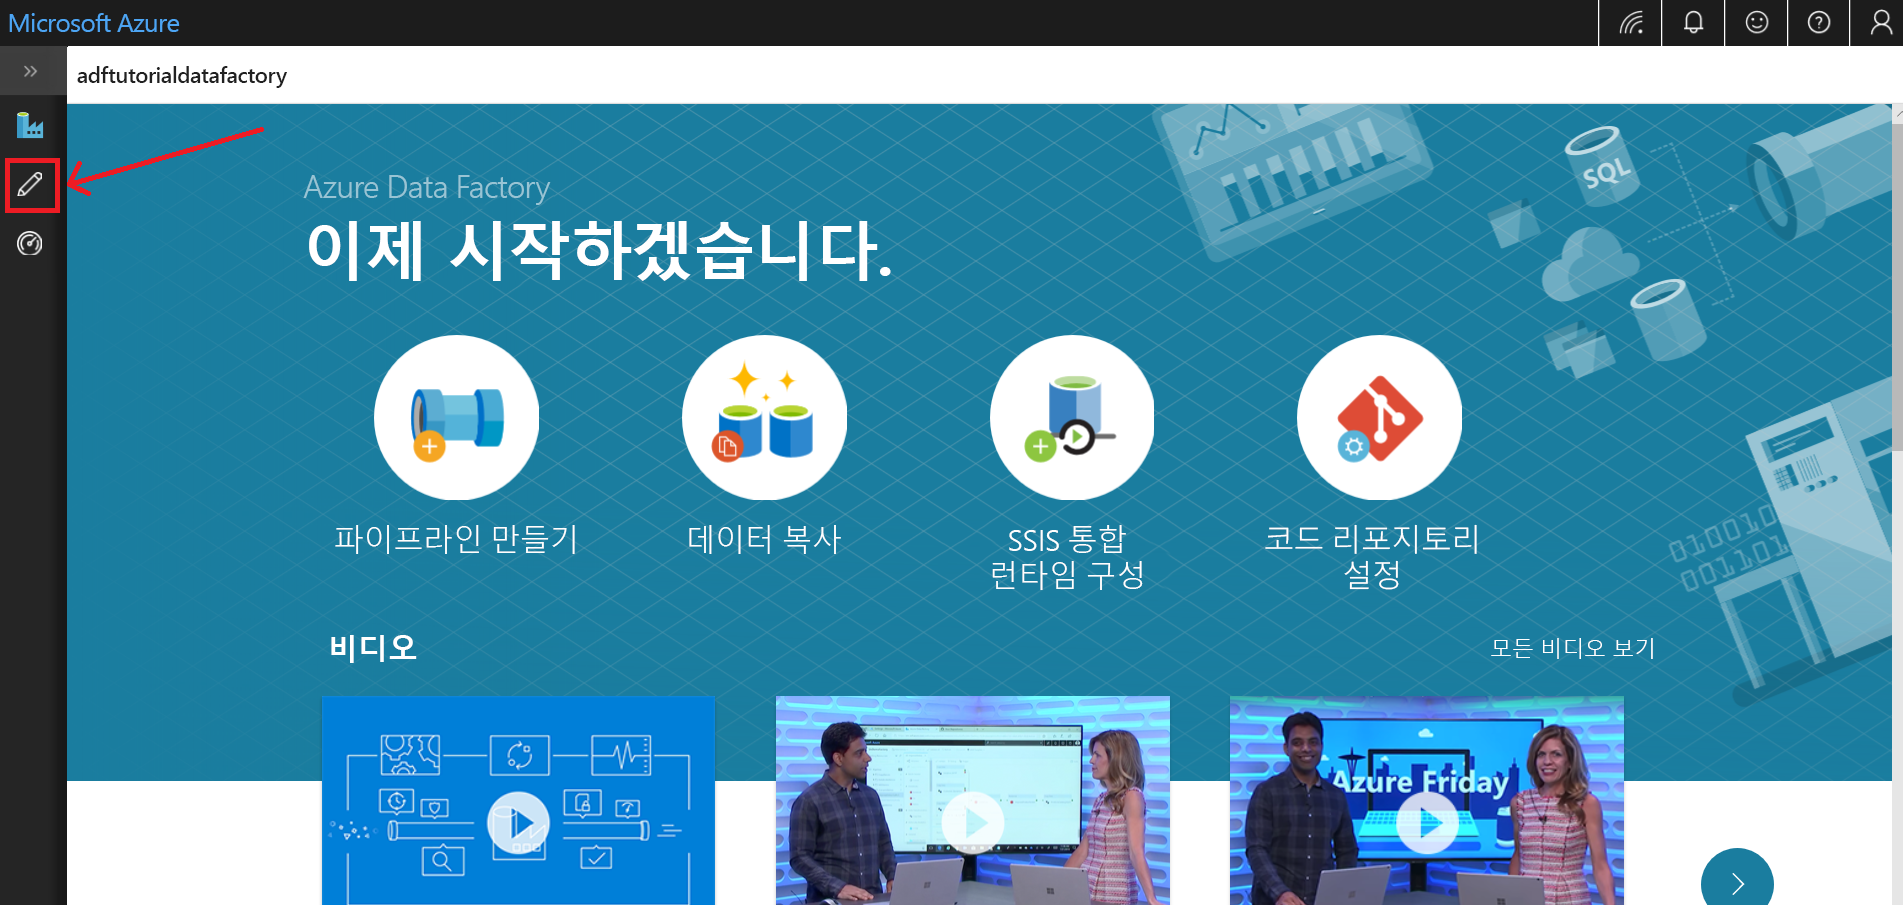 Microsoft Azure
adftutorialdatafactory
Azure Data Factory
이제 시작하겠습니다.
SQL
파이프라인 만들기
데이터 복사
SSIS 통합
런타임 구성
코드 리포지토리
설정
010010
001101
비디오
모든 비디오 보기
Azure Friday